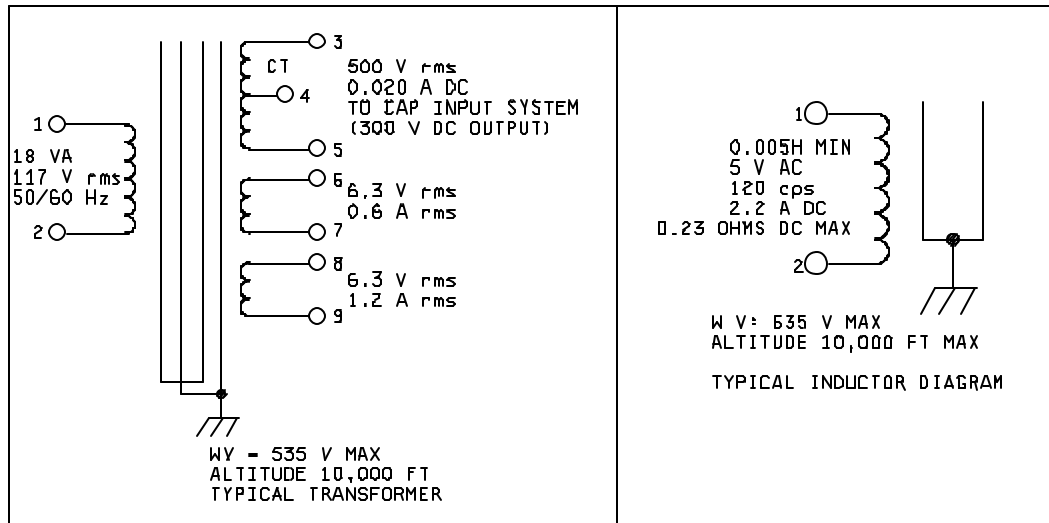 3
CT
500 V rms
0.020 A DC
4
TO CAP INPUT SYSTEM
(300 V DC OUTPUT)
5
1
18 VA
117 V rms
50/60 Hz
2
6
6.3 V rms
0.6 A rms
7
8
6.3 V rms
1.2 A rms
9
WV = 535 V MAX
ALTITUDE 10,000 FT
TYPICAL TRANSFORMER
1
0.005H MIN
5 V AC
120 cps
2.2 A DC
0.23 OHMS DC MAX
2
W V: 635 V MAX
ALTITUDE 10,000 FT MAX
TYPICAL INDUCTOR DIAGRAM